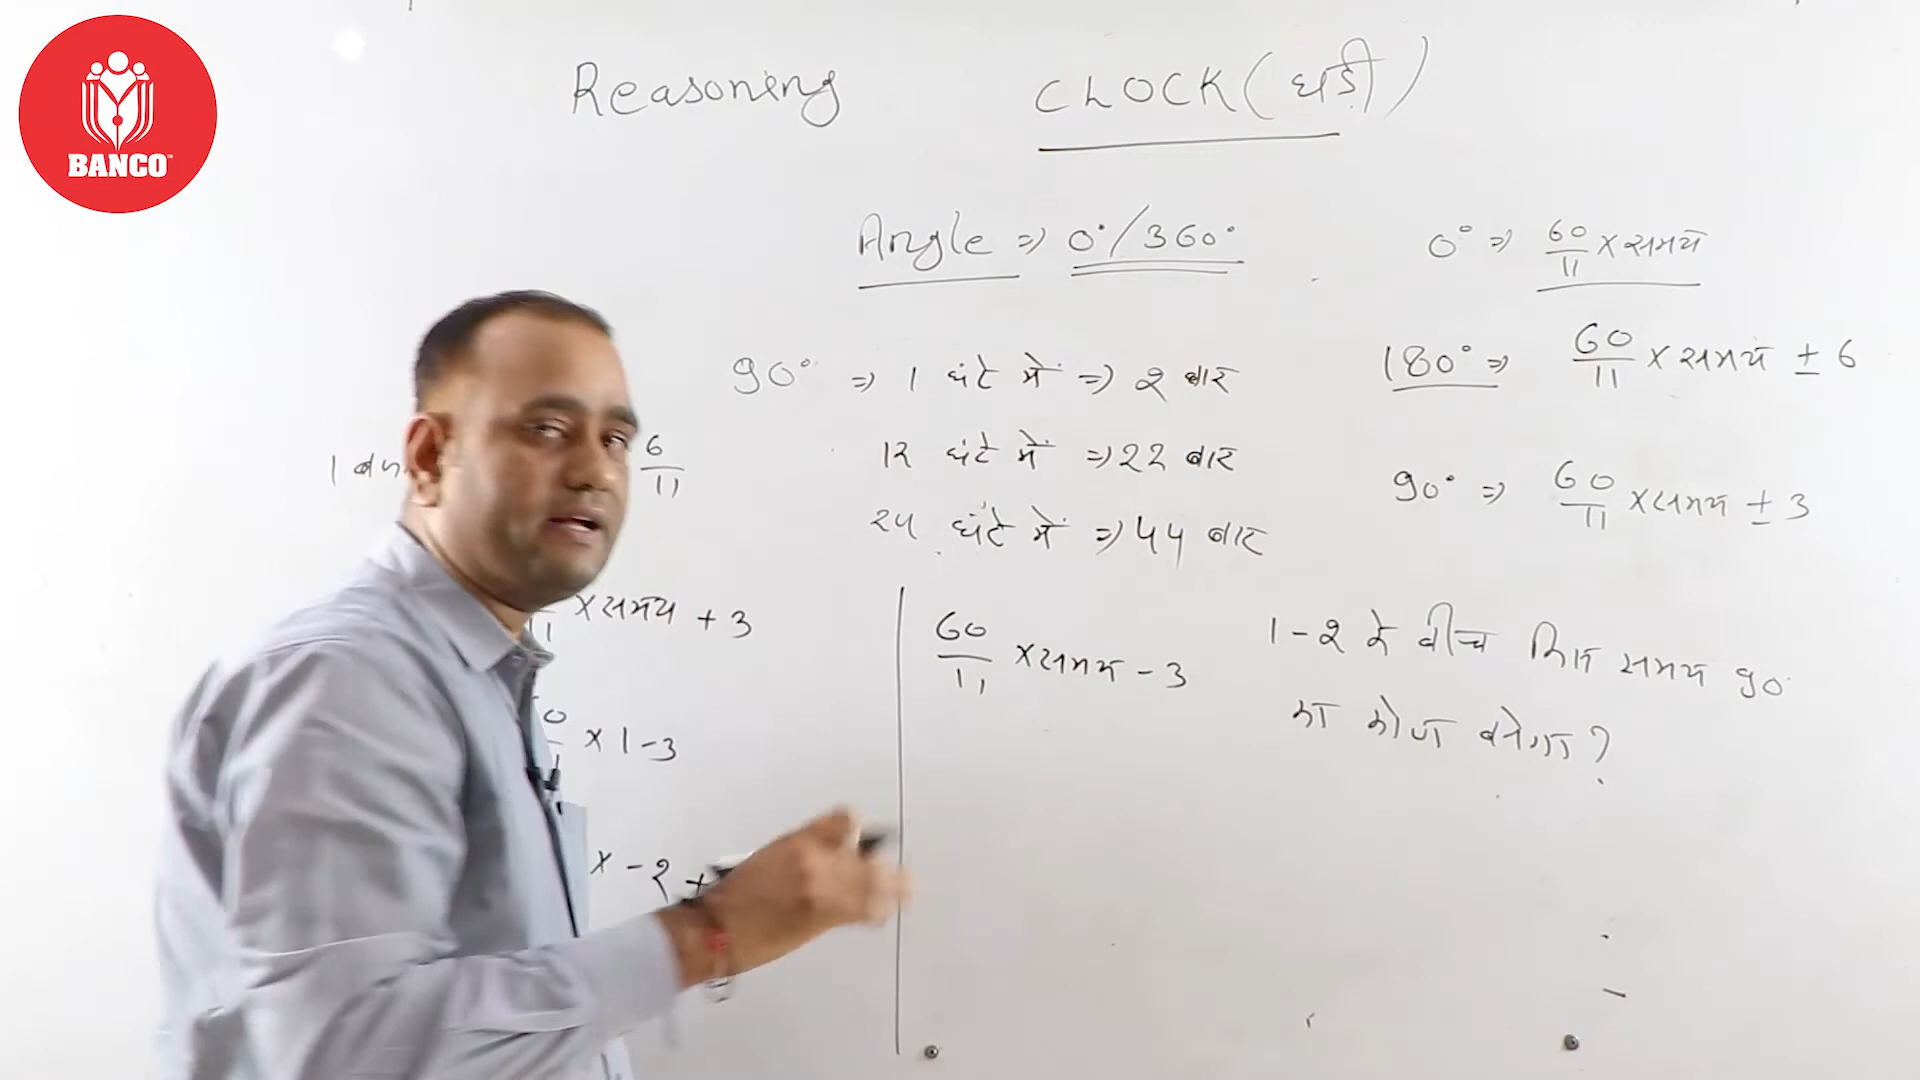 BANCO
Reasoning CLOCK (घड़ी)
Angle => 0°/360°
0° => 60/11 × समय
180° => 60/11 × समय ± 6
90° => 1 घंटे में => 2 बार
12 घंटे में => 22 बार
24 घंटे में => 44 बार
90° => 60/11 × समय ± 3
1
6/11
× समय + 3
× 1 - 3
× - 2 +
60/11 × समय - 3
1 - 2 के बीच किस समय 90°
का कोण बनेगा?